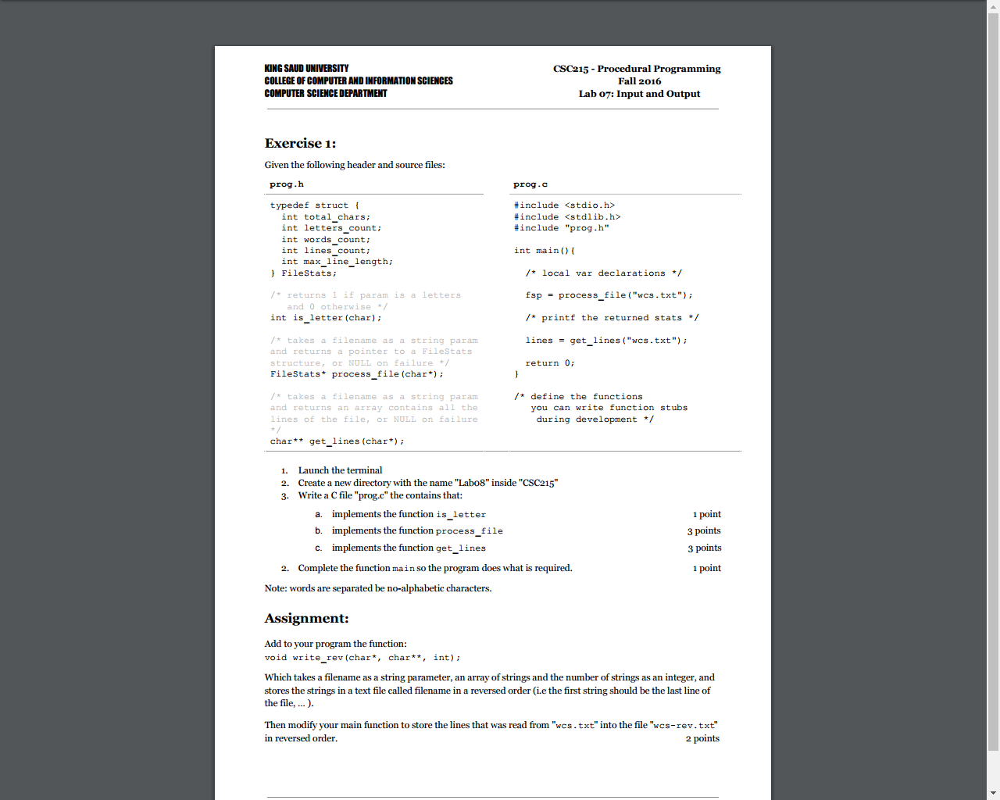 KING SAUD UNIVERSITY
COLLEGE OF COMPUTER AND INFORMATION SCIENCES
COMPUTER SCIENCE DEPARTMENT
CSC215 - Procedural Programming
Fall 2016
Lab 07: Input and Output
Exercise 1:
Given the following header and source files:
prog.h
typedef struct {
int total_chars;
int letters_count;
int words_count;
int lines_count;
int max_line_length;
} FileStats;
/* returns 1 if param is a letters
and 0 otherwise */
int is_letter(char);
/* takes a filename as a string param
and returns a pointer to a FileStats
structure, or NULL on failure */
FileStats* process_file(char*);
/* takes a filename as a string param
and returns an array contains all the
lines of the file, or NULL on failure
*/
char** get_lines(char*);
prog.c
#include <stdio.h>
#include <stdlib.h>
#include "prog.h"
int main(){
/* local var declarations */
fsp = process_file("wcs.txt");
/* printf the returned stats */
lines = get_lines("wcs.txt");
return 0;
}
/* define the functions
you can write function stubs
during development */
1. Launch the terminal
2. Create a new directory with the name "Lab08" inside "CSC215"
3. Write a C file "prog.c" the contains that:
a. implements the function is_letter 1 point
b. implements the function process_file 3 points
c. implements the function get_lines 3 points
2. Complete the function main so the program does what is required. 1 point
Note: words are separated be no-alphabetic characters.
Assignment:
Add to your program the function:
void write_rev(char*, char**, int);
Which takes a filename as a string parameter, an array of strings and the number of strings as an integer, and
stores the strings in a text file called filename in a reversed order (i.e the first string should be the last line of
the file, ... ).
Then modify your main function to store the lines that was read from "wcs.txt" into the file "wcs-rev.txt"
in reversed order. 2 points